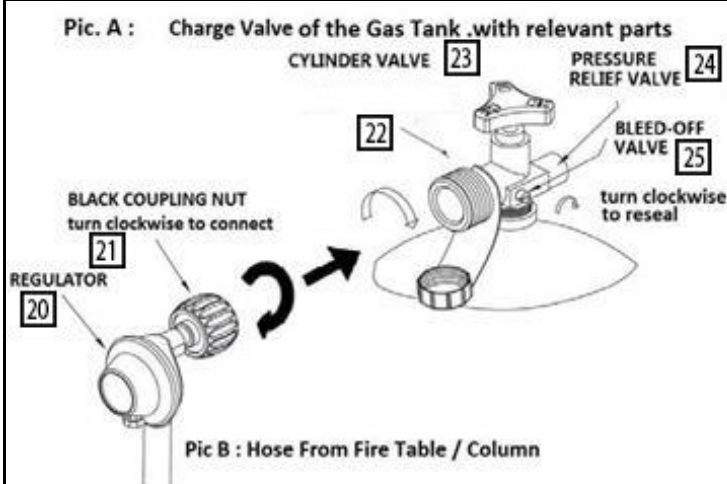 Pic. A : Charge Valve of the Gas Tank .with relevant parts
CYLINDER VALVE 23
PRESSURE 24
RELIEF VALVE
22
BLEED-OFF
VALVE 25
turn clockwise
to reseal
BLACK COUPLING NUT
turn clockwise to connect
21
REGULATOR
20
Pic B : Hose From Fire Table / Column